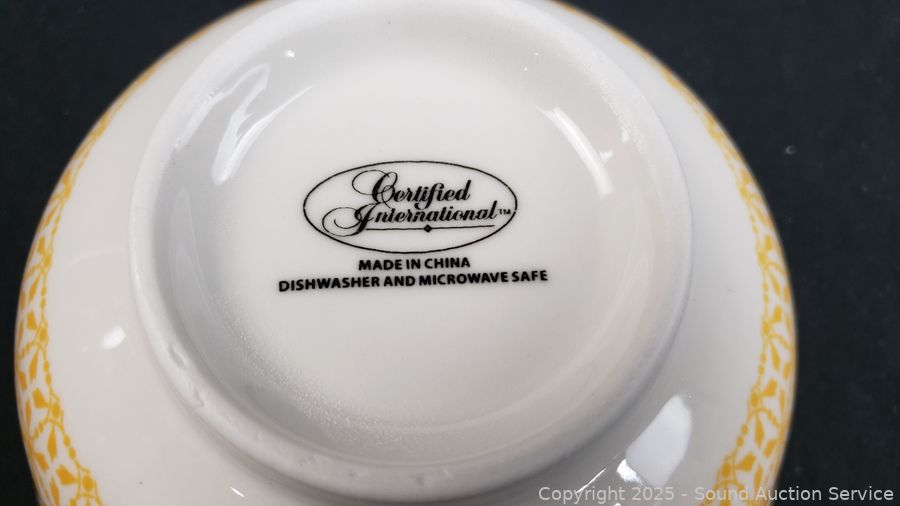 Certified
International™
MADE IN CHINA
DISHWASHER AND MICROWAVE SAFE
Copyright 2025 - Sound Auction Service